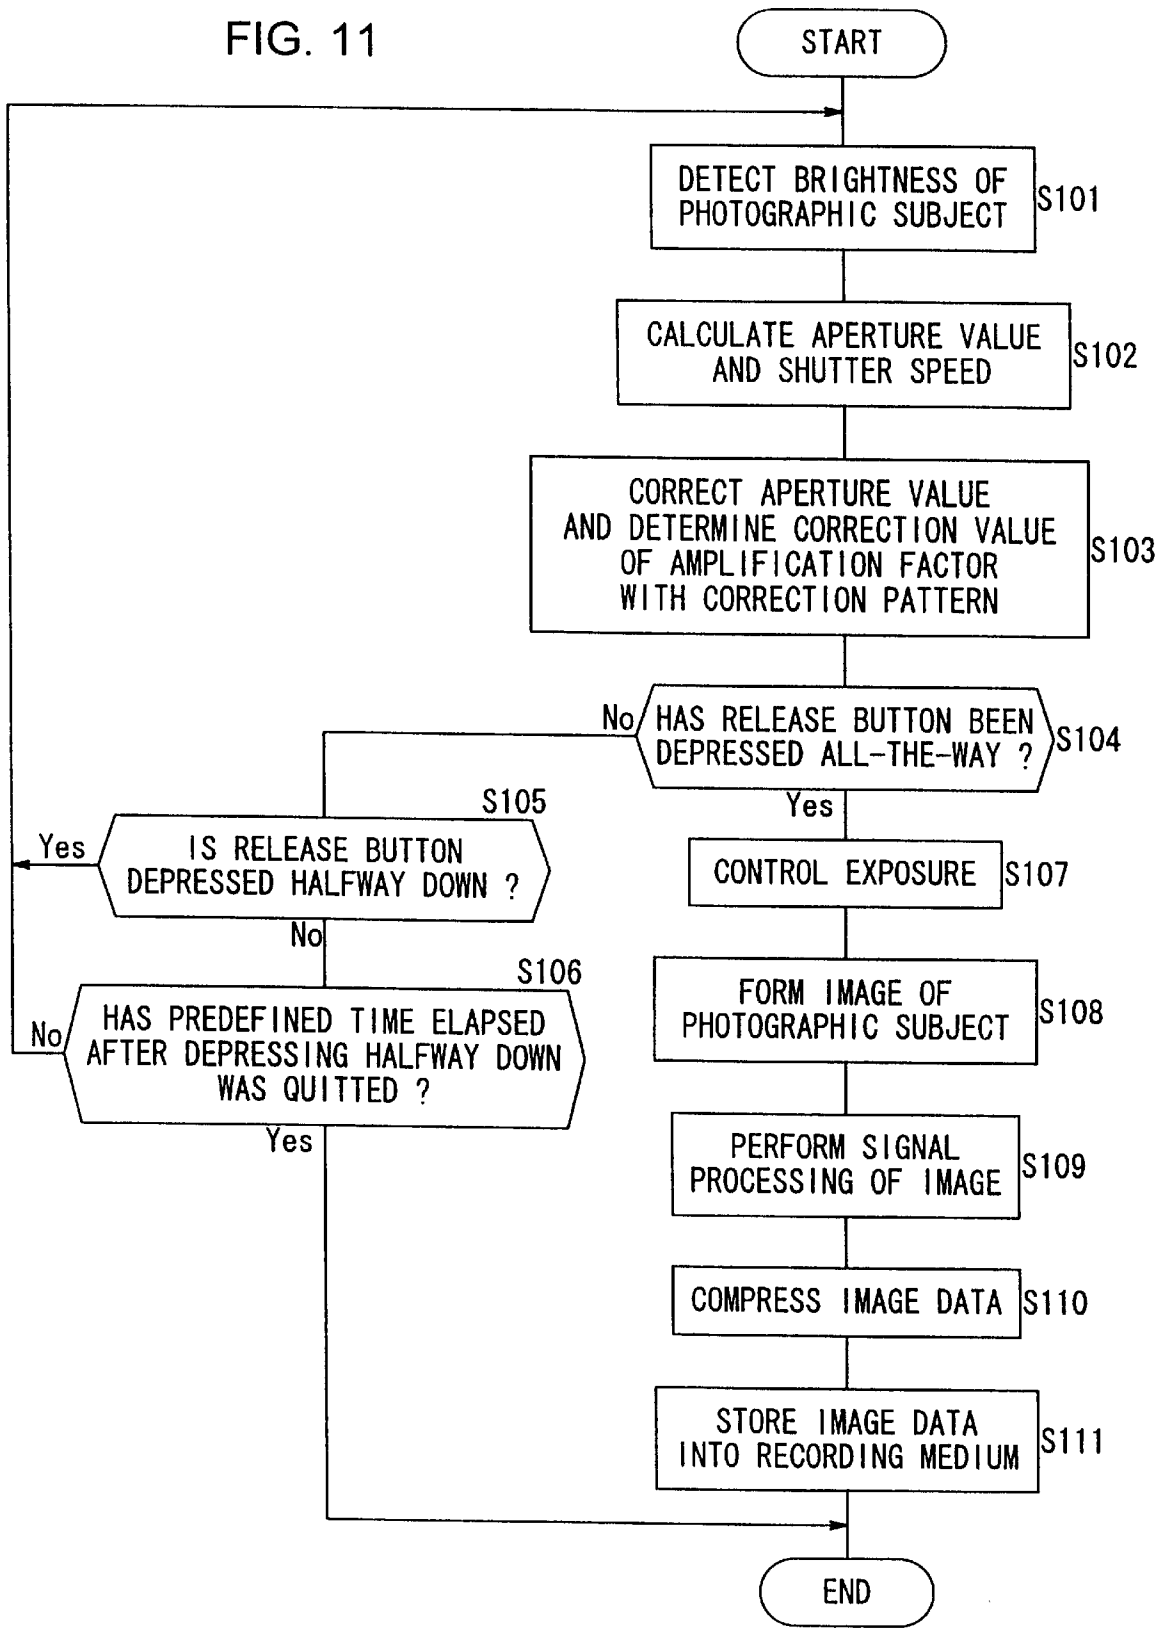 FIG. 11
START
DETECT BRIGHTNESS OF
PHOTOGRAPHIC SUBJECT
S101
CALCULATE APERTURE VALUE
AND SHUTTER SPEED
S102
CORRECT APERTURE VALUE
AND DETERMINE CORRECTION VALUE
OF AMPLIFICATION FACTOR
WITH CORRECTION PATTERN
S103
No
HAS RELEASE BUTTON BEEN
DEPRESSED ALL-THE-WAY ?
S104
Yes
S105
Yes
IS RELEASE BUTTON
DEPRESSED HALFWAY DOWN ?
No
S106
No
HAS PREDEFINED TIME ELAPSED
AFTER DEPRESSING HALFWAY DOWN
WAS QUITTED ?
Yes
CONTROL EXPOSURE
S107
FORM IMAGE OF
PHOTOGRAPHIC SUBJECT
S108
PERFORM SIGNAL
PROCESSING OF IMAGE
S109
COMPRESS IMAGE DATA
S110
STORE IMAGE DATA
INTO RECORDING MEDIUM
S111
END